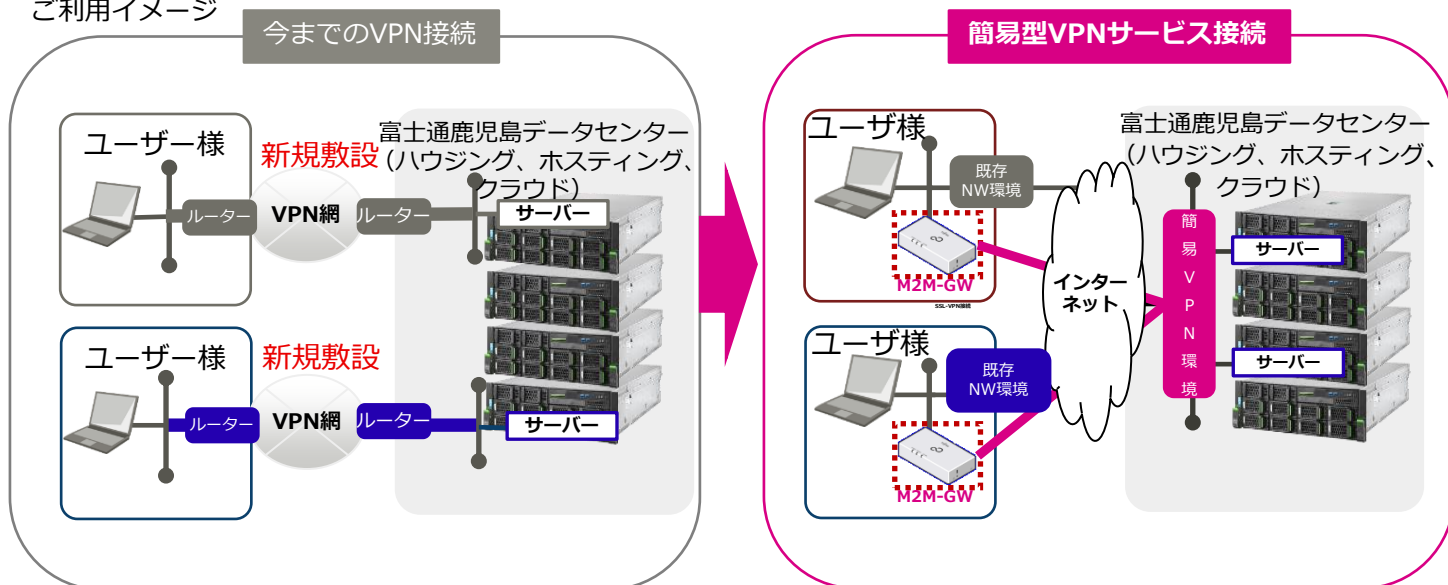 ご利用イメージ
今までのVPN接続
ユーザー様
新規敷設
富士通鹿児島データセンター
(ハウジング、ホスティング、
クラウド)
ルーター
VPN網
ルーター
サーバー
ユーザー様
新規敷設
ルーター
VPN網
ルーター
サーバー
簡易型VPNサービス接続
ユーザ様
既存
NW環境
M2M-GW
SSL-VPN接続
インター
ネット
富士通鹿児島データセンター
(ハウジング、ホスティング、
クラウド)
簡
易
V
P
N
環
境
サーバー
サーバー
ユーザ様
既存
NW環境
M2M-GW